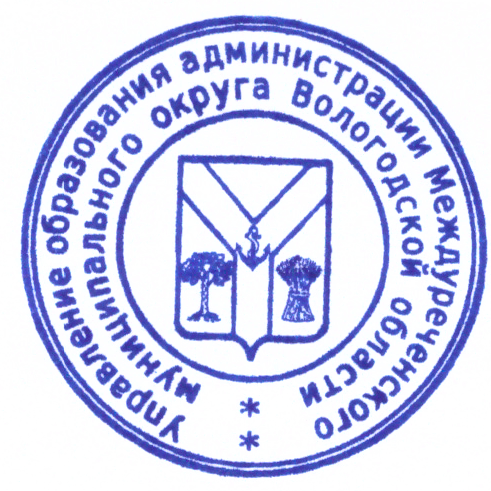 Управление образования администрации Междуреченского
муниципального округа Вологодской области
* *